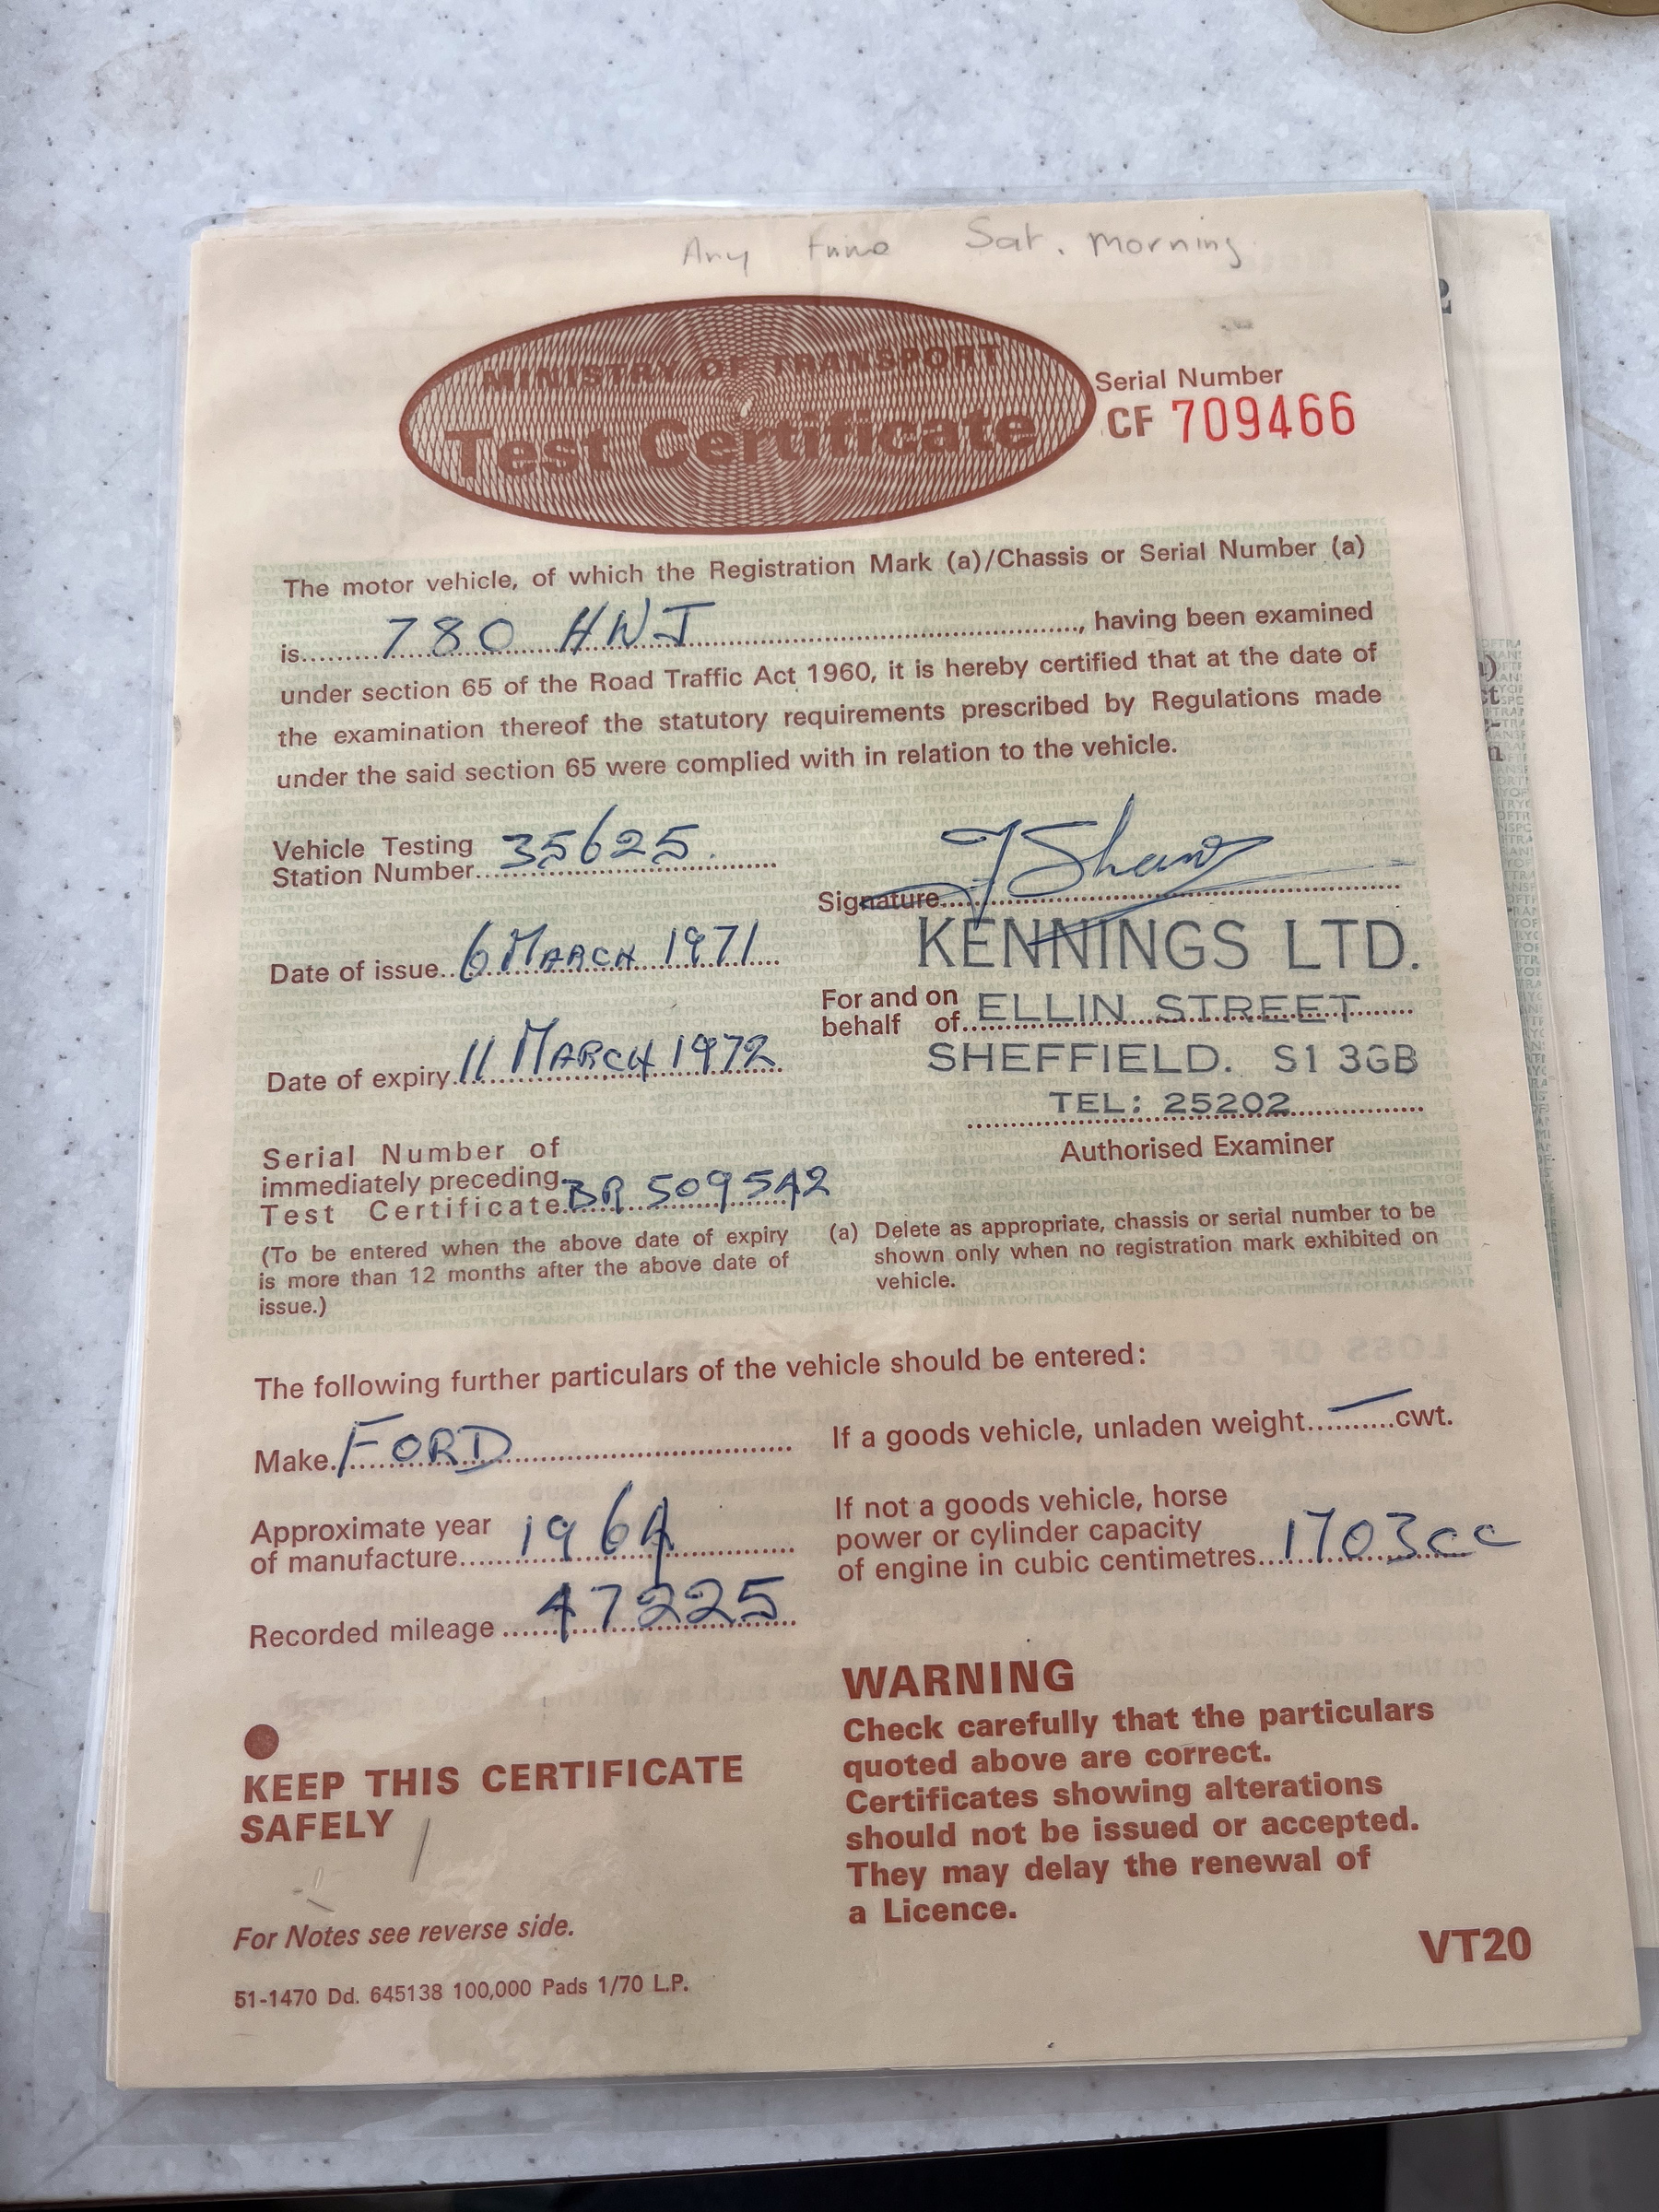 Any time Sat. morning
MINISTRY OF TRANSPORT
Test Certificate
Serial Number
CF 709466
The motor vehicle, of which the Registration Mark (a)/Chassis or Serial Number (a)
is 780 HWJ, having been examined
under section 65 of the Road Traffic Act 1960, it is hereby certified that at the date of
the examination thereof the statutory requirements prescribed by Regulations made
under the said section 65 were complied with in relation to the vehicle.
Vehicle Testing
Station Number 35625.
Signature
KENNINGS LTD.
Date of issue 6 MARCH 1971
For and on
behalf of ELLIN STREET
SHEFFIELD. S1 3GB
TEL: 25202
Authorised Examiner
Date of expiry 11 MARCH 1972
Serial Number of
immediately preceding
Test Certificate BR 509542
(To be entered when the above date of expiry
is more than 12 months after the above date of
issue.)
(a) Delete as appropriate, chassis or serial number to be
shown only when no registration mark exhibited on
vehicle.
The following further particulars of the vehicle should be entered:
Make FORD
If a goods vehicle, unladen weight — cwt.
Approximate year
of manufacture 1964
If not a goods vehicle, horse
power or cylinder capacity
of engine in cubic centimetres 1703cc
Recorded mileage 47225
WARNING
Check carefully that the particulars
quoted above are correct.
Certificates showing alterations
should not be issued or accepted.
They may delay the renewal of
a Licence.
KEEP THIS CERTIFICATE
SAFELY
For Notes see reverse side.
51-1470 Dd. 645138 100,000 Pads 1/70 L.P.
VT20